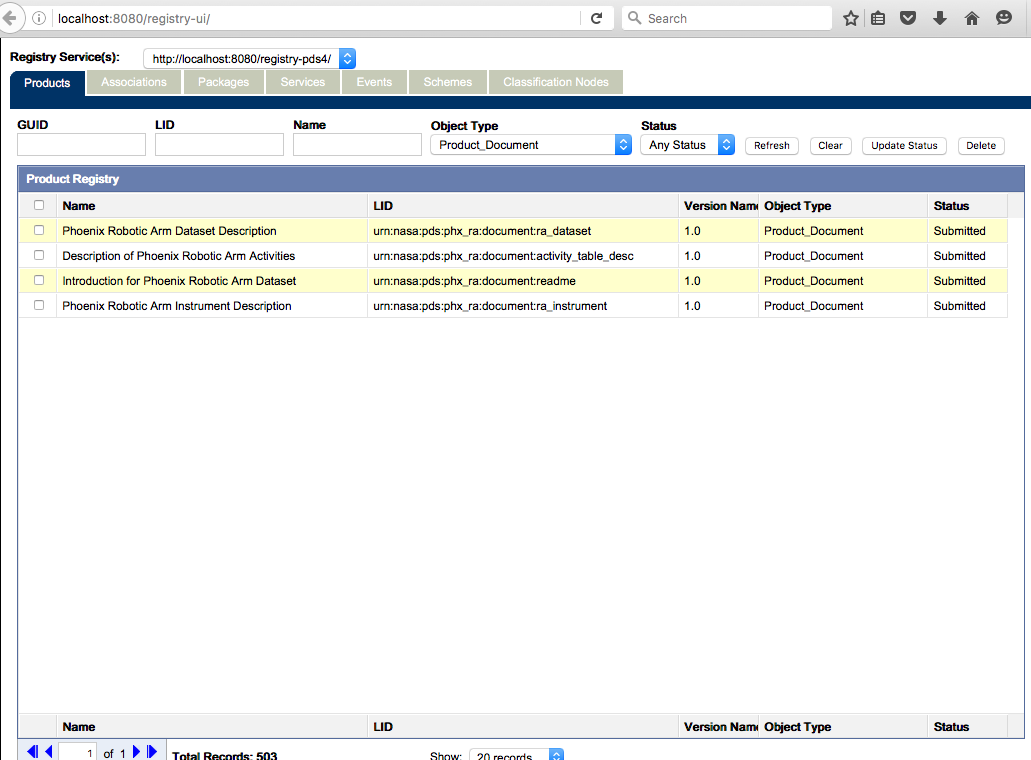 localhost:8080/registry-ui/ Search
Registry Service(s): http://localhost:8080/registry-pds4/
Products Associations Packages Services Events Schemes Classification Nodes
GUID LID Name Object Type Status
Product_Document Any Status Refresh Clear Update Status Delete
Product Registry
Name LID Version Name Object Type Status
Phoenix Robotic Arm Dataset Description urn:nasa:pds:phx_ra:document:ra_dataset 1.0 Product_Document Submitted
Description of Phoenix Robotic Arm Activities urn:nasa:pds:phx_ra:document:activity_table_desc 1.0 Product_Document Submitted
Introduction for Phoenix Robotic Arm Dataset urn:nasa:pds:phx_ra:document:readme 1.0 Product_Document Submitted
Phoenix Robotic Arm Instrument Description urn:nasa:pds:phx_ra:document:ra_instrument 1.0 Product_Document Submitted
Name LID Version Name Object Type Status
1 of 1 Total Records: 503 Show: 20 records